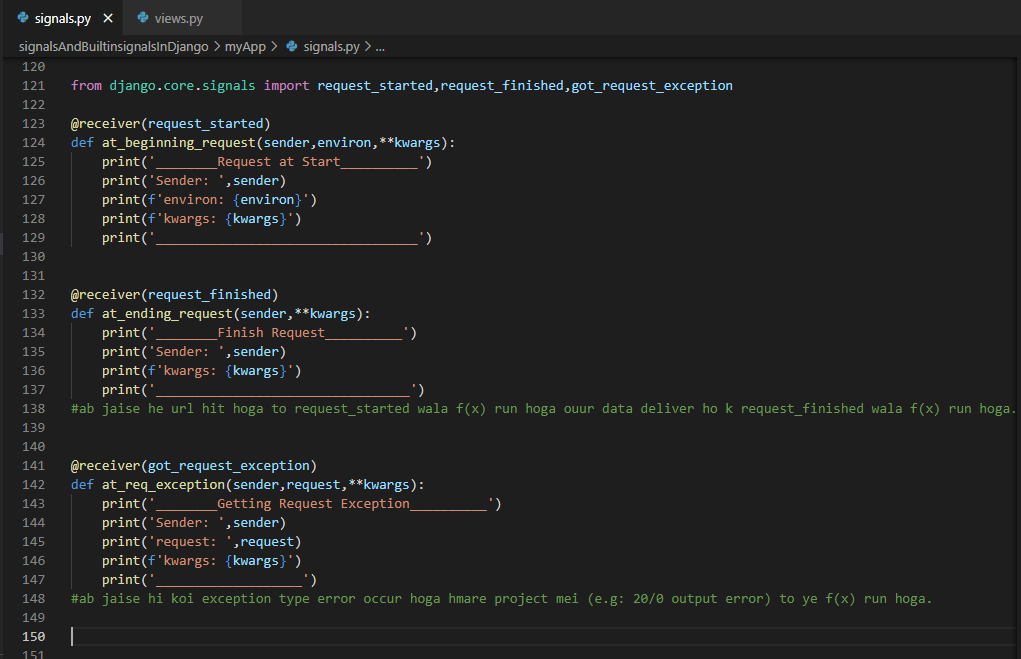 signals.py
views.py
signalsAndBuiltinsignalsInDjango > myApp > signals.py > ...
120
121 from django.core.signals import request_started,request_finished,got_request_exception
122
123 @receiver(request_started)
124 def at_beginning_request(sender,environ,**kwargs):
125 print('________Request at Start__________')
126 print('Sender: ',sender)
127 print(f'environ: {environ}')
128 print(f'kwargs: {kwargs}')
129 print('__________________________________')
130
131
132 @receiver(request_finished)
133 def at_ending_request(sender,**kwargs):
134 print('________Finish Request__________')
135 print('Sender: ',sender)
136 print(f'kwargs: {kwargs}')
137 print('_________________________________')
138 #ab jaise he url hit hoga to request_started wala f(x) run hoga ouur data deliver ho k request_finished wala f(x) run hoga.
139
140
141 @receiver(got_request_exception)
142 def at_req_exception(sender,request,**kwargs):
143 print('________Getting Request Exception__________')
144 print('Sender: ',sender)
145 print('request: ',request)
146 print(f'kwargs: {kwargs}')
147 print('___________________')
148 #ab jaise hi koi exception type error occur hoga hmare project mei (e.g: 20/0 output error) to ye f(x) run hoga.
149
150
151